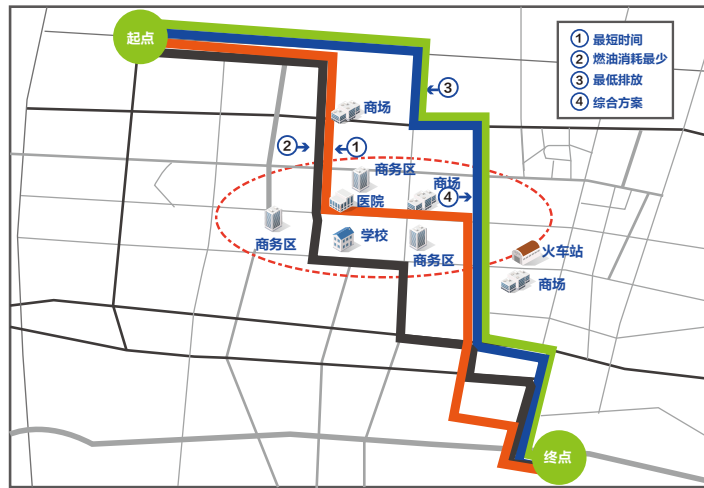 起点
① 最短时间
② 燃油消耗最少
③ 最低排放
④ 综合方案
③
商场
②
①
商务区
商场
④
医院
学校
商务区
商务区
火车站
商场
终点